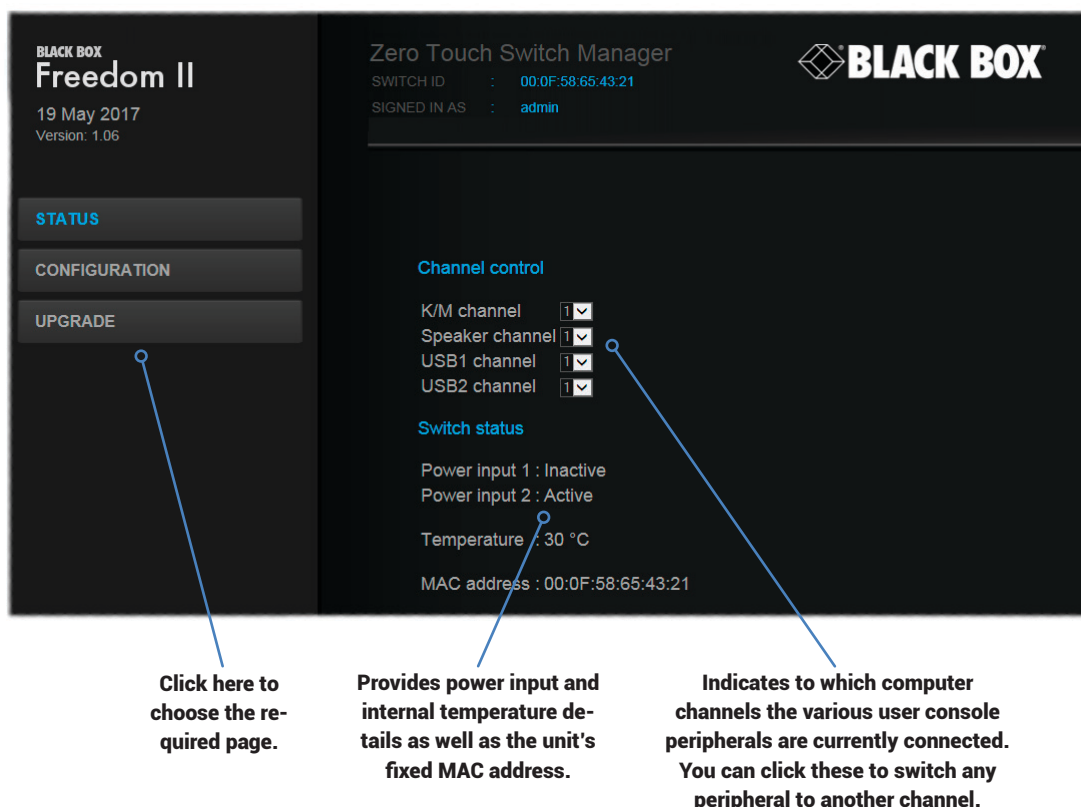 BLACK BOX
Freedom II
19 May 2017
Version: 1.06
Zero Touch Switch Manager
SWITCH ID : 00:0F:58:65:43:21
SIGNED IN AS : admin
BLACK BOX
STATUS
CONFIGURATION
UPGRADE
Channel control
K/M channel 1
Speaker channel 1
USB1 channel 1
USB2 channel 1
Switch status
Power input 1 : Inactive
Power input 2 : Active
Temperature : 30 °C
MAC address : 00:0F:58:65:43:21
Click here to
choose the re-
quired page.
Provides power input and
internal temperature de-
tails as well as the unit's
fixed MAC address.
Indicates to which computer
channels the various user console
peripherals are currently connected.
You can click these to switch any
peripheral to another channel.